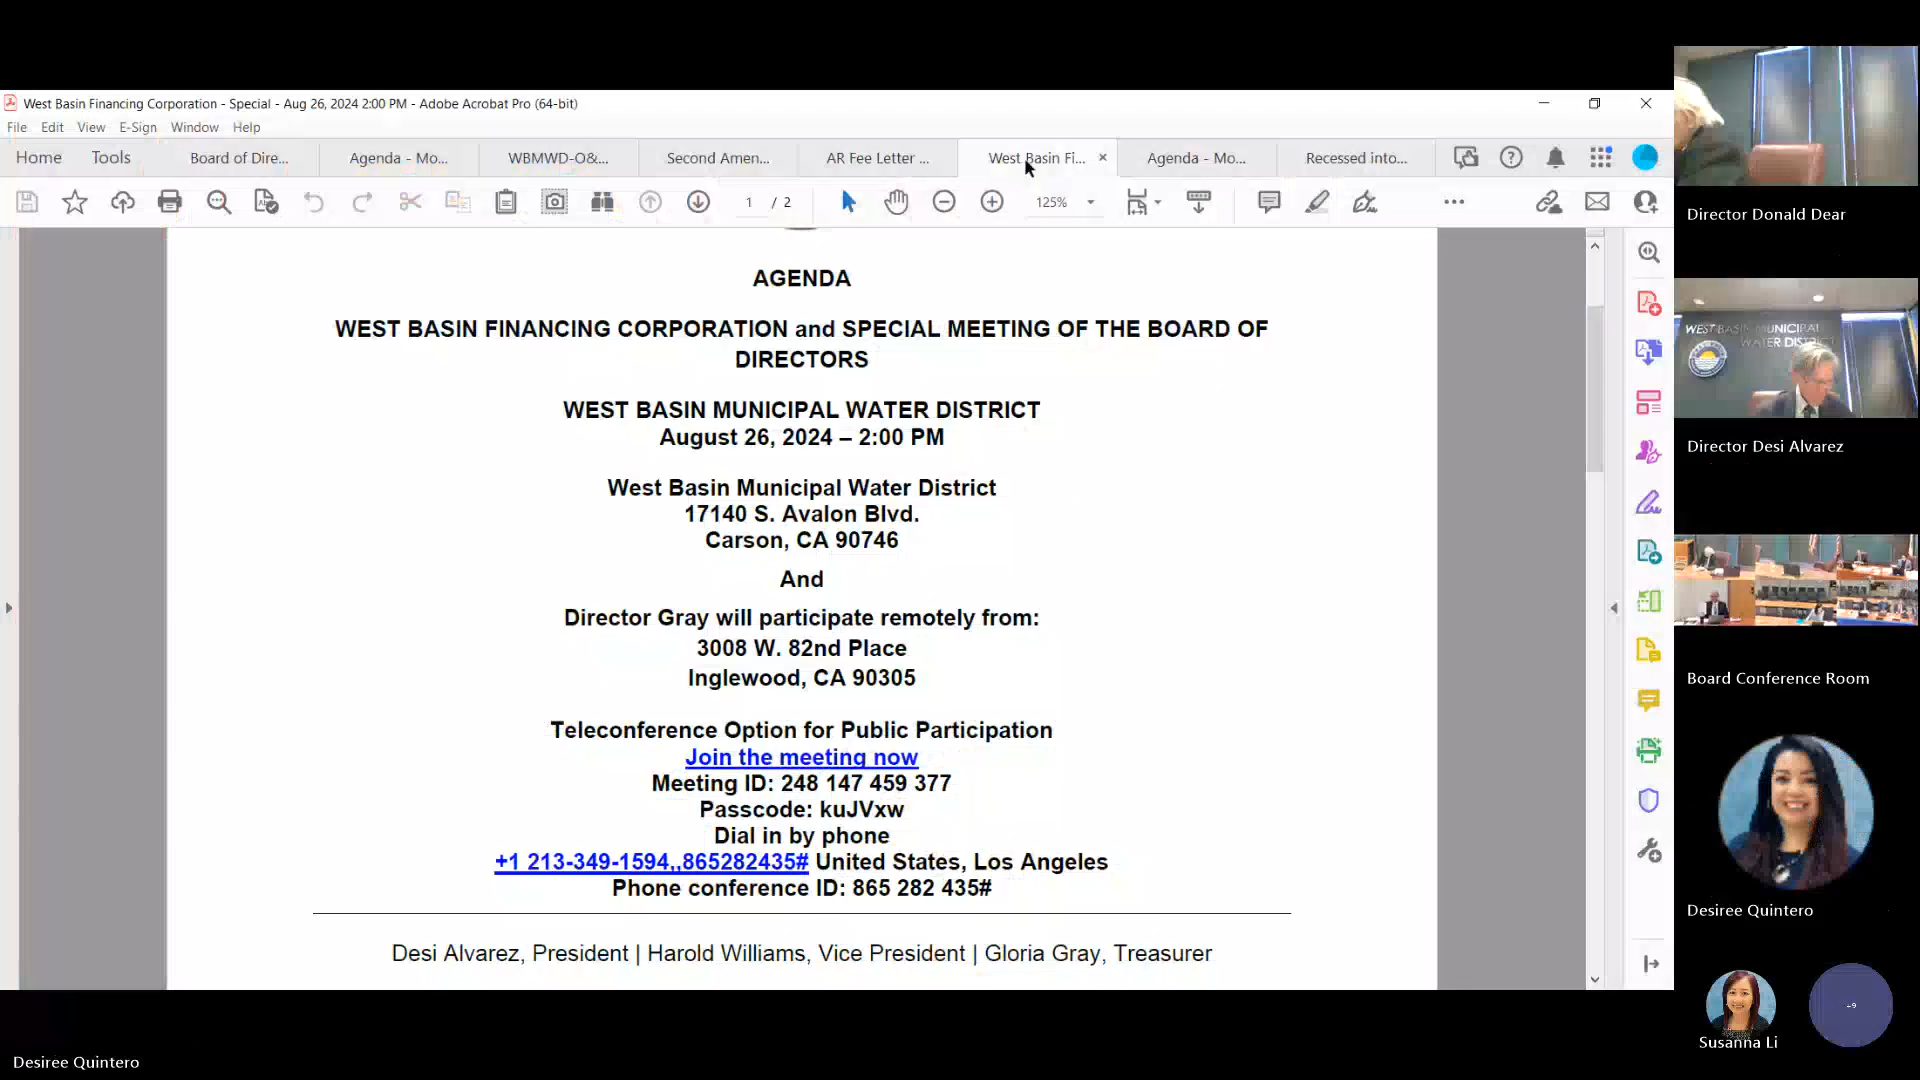 West Basin Financing Corporation - Special - Aug 26, 2024 2:00 PM - Adobe Acrobat Pro (64-bit)
File Edit View E-Sign Window Help
Home Tools Board of Dire... Agenda - Mo... WBMWD-O&... Second Amen... AR Fee Letter ... West Basin Fi... Agenda - Mo... Recessed into...
1 / 2 125%
AGENDA
WEST BASIN FINANCING CORPORATION and SPECIAL MEETING OF THE BOARD OF
DIRECTORS
WEST BASIN MUNICIPAL WATER DISTRICT
August 26, 2024 – 2:00 PM
West Basin Municipal Water District
17140 S. Avalon Blvd.
Carson, CA 90746
And
Director Gray will participate remotely from:
3008 W. 82nd Place
Inglewood, CA 90305
Teleconference Option for Public Participation
Join the meeting now
Meeting ID: 248 147 459 377
Passcode: kuJVxw
Dial in by phone
+1 213-349-1594,,865282435# United States, Los Angeles
Phone conference ID: 865 282 435#
Desi Alvarez, President | Harold Williams, Vice President | Gloria Gray, Treasurer
Director Donald Dear
WEST BASIN MUNICIPAL
WATER DISTRICT
Director Desi Alvarez
Board Conference Room
Desiree Quintero
Susanna Li
+9
Desiree Quintero